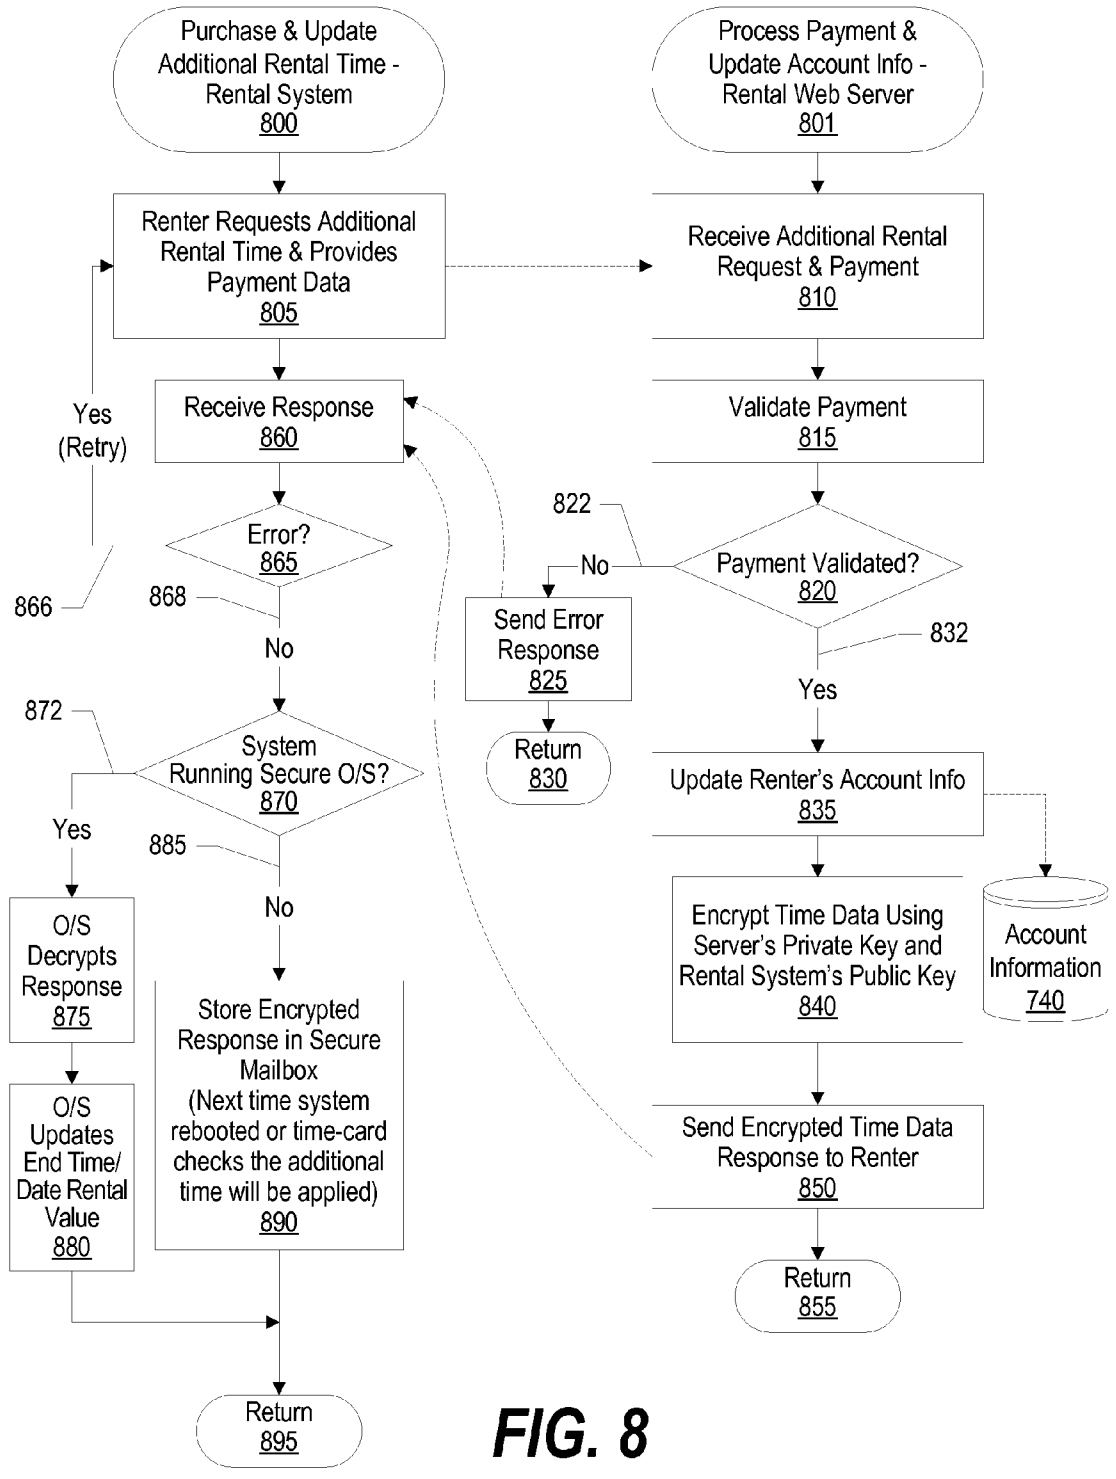 Purchase & Update
Additional Rental Time -
Rental System
800
Process Payment &
Update Account Info -
Rental Web Server
801
Renter Requests Additional
Rental Time & Provides
Payment Data
805
Receive Additional Rental
Request & Payment
810
Yes
(Retry)
Receive Response
860
Validate Payment
815
Error?
865
866
868
No
822
No
Payment Validated?
820
Send Error
Response
825
832
Yes
Return
830
872
System
Running Secure O/S?
870
Yes
885
No
Update Renter's Account Info
835
Encrypt Time Data Using
Server's Private Key and
Rental System's Public Key
840
Account
Information
740
O/S
Decrypts
Response
875
O/S
Updates
End Time/
Date Rental
Value
880
Store Encrypted
Response in Secure
Mailbox
(Next time system
rebooted or time-card
checks the additional
time will be applied)
890
Send Encrypted Time Data
Response to Renter
850
Return
855
Return
895
FIG. 8